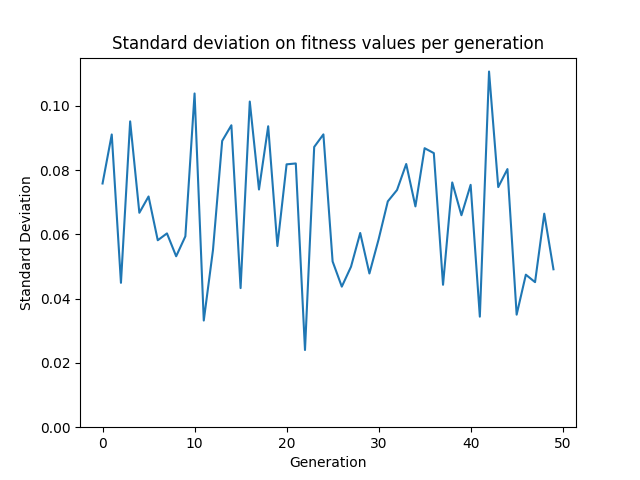 Standard deviation on fitness values per generation
Standard Deviation
0.10
0.08
0.06
0.04
0.02
0.00
0 10 20 30 40 50
Generation